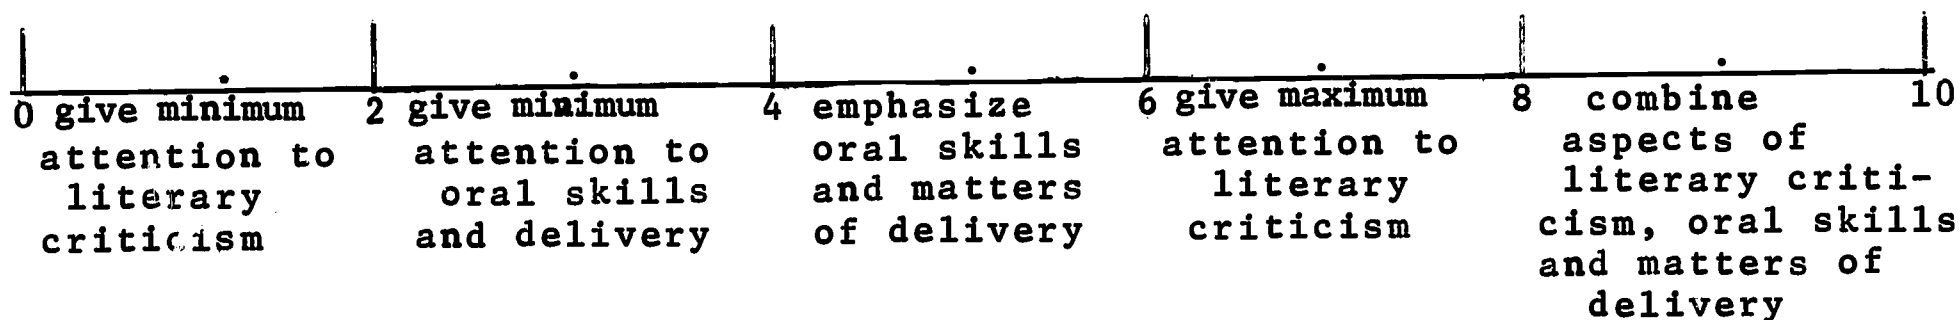 0 give minimum
attention to
literary
criticism
2 give minimum
attention to
oral skills
and delivery
4 emphasize
oral skills
and matters
of delivery
6 give maximum
attention to
literary
criticism
8 combine
aspects of
literary criti-
cism, oral skills
and matters of
delivery
10